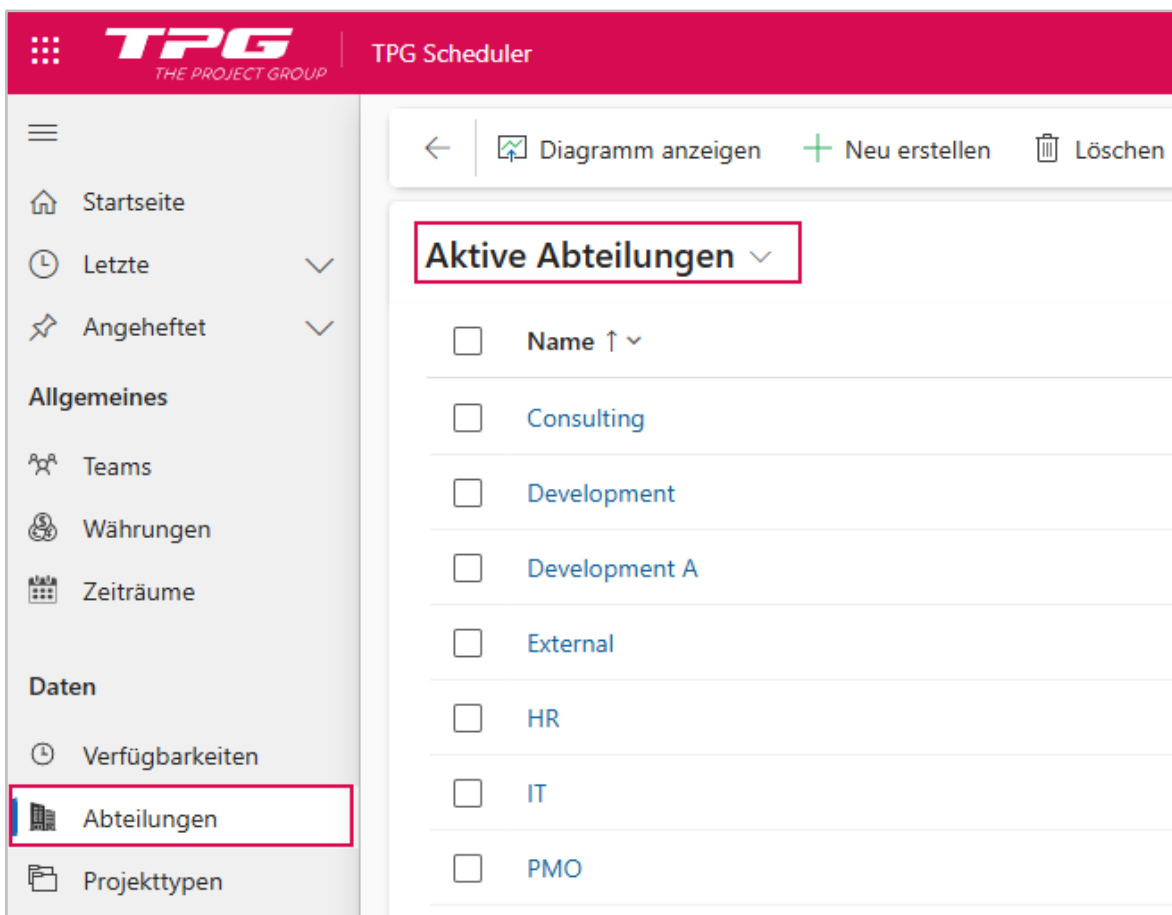 TPG
THE PROJECT GROUP
TPG Scheduler
Startseite
Letzte
Angeheftet
Allgemeines
Teams
Währungen
Zeiträume
Daten
Verfügbarkeiten
Abteilungen
Projekttypen
Diagramm anzeigen
Neu erstellen
Löschen
Aktive Abteilungen
Name ↑
Consulting
Development
Development A
External
HR
IT
PMO